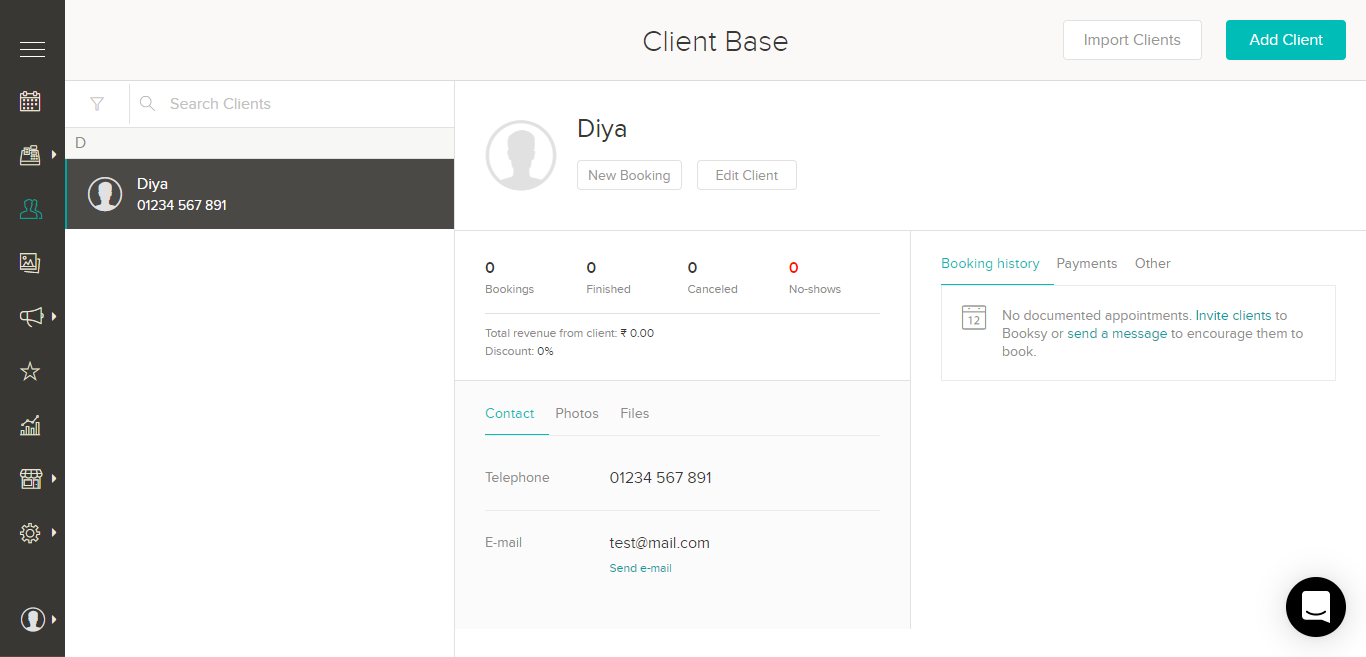 Client Base
Import Clients
Add Client
Search Clients
D
Diya
01234 567 891
Diya
New Booking
Edit Client
0
0
0
0
Bookings
Finished
Canceled
No-shows
Total revenue from client: ₹ 0.00
Discount: 0%
Contact
Photos
Files
Telephone
01234 567 891
E-mail
test@mail.com
Send e-mail
Booking history
Payments
Other
12
No documented appointments. Invite clients to
Booksy or send a message to encourage them to
book.